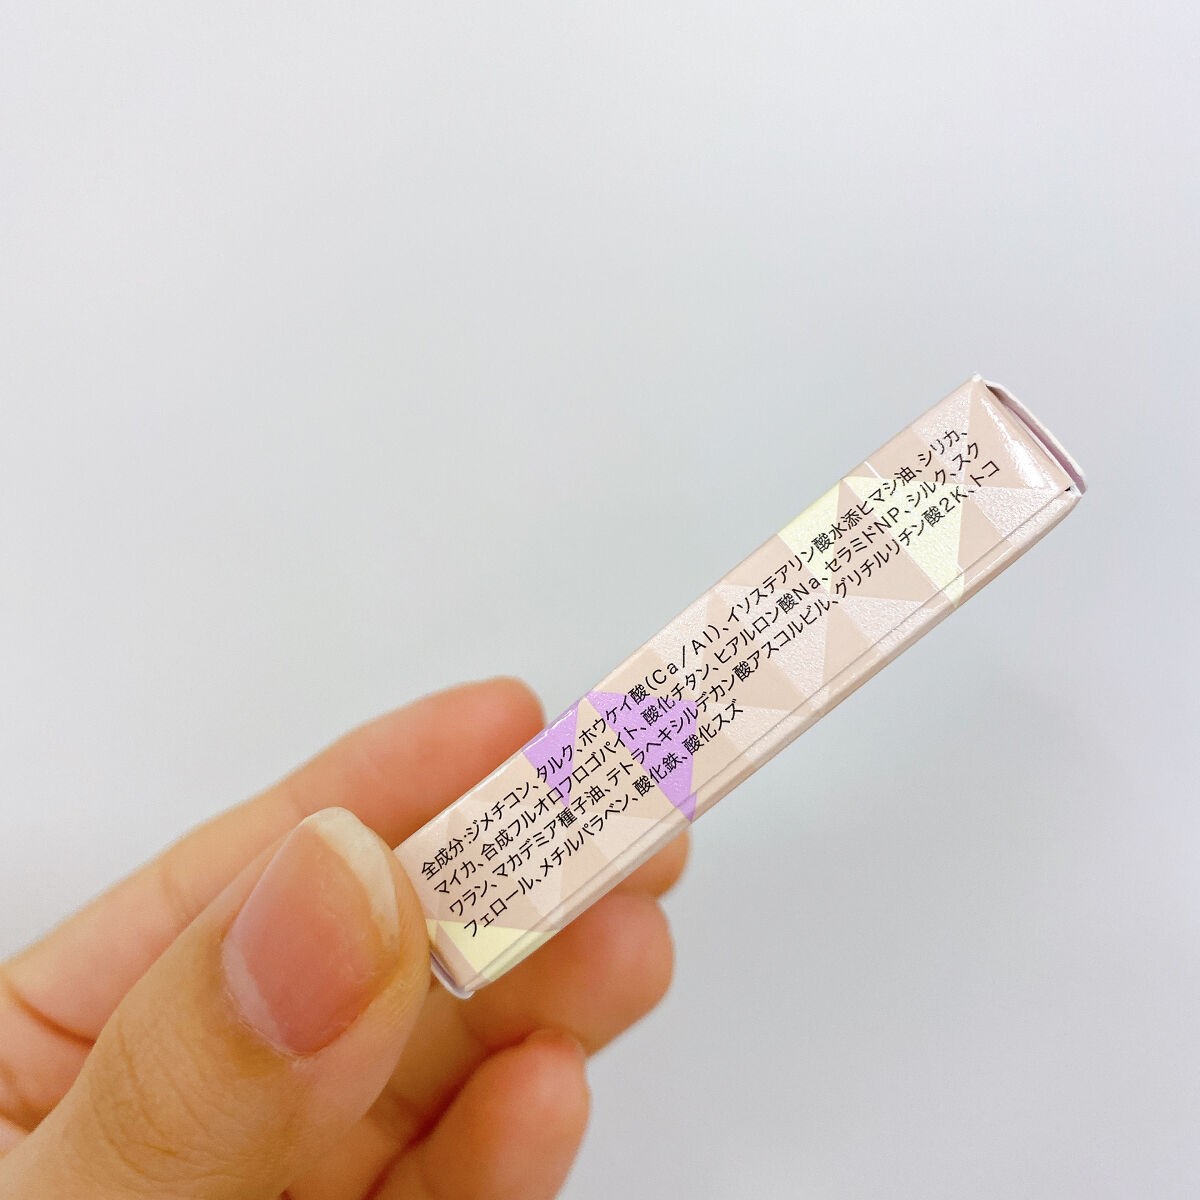 全成分:ジメチコン、タルク、ホウケイ酸(Ca/Al)、イソステアリン酸水添ヒマシ油、シリカ、
マイカ、合成フルオロフロゴパイト、酸化チタン、ヒアルロン酸Na、セラミドNP、シルク、スク
ワラン、マカデミア種子油、テトラヘキシルデカン酸アスコルビル、グリチルリチン酸2K、トコ
フェロール、メチルパラベン、酸化鉄、酸化スズ